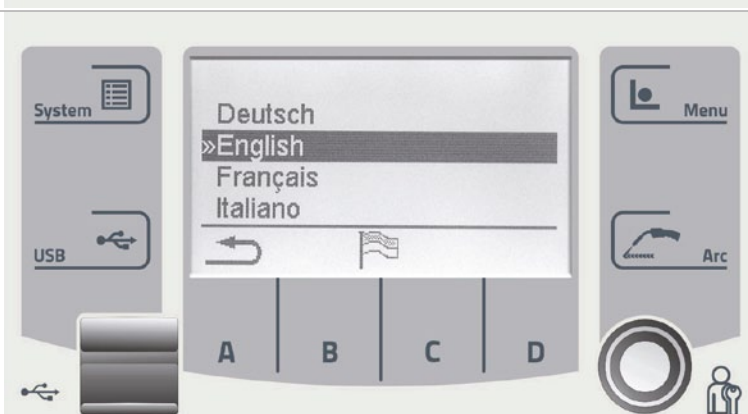 System
Deutsch
»English
Français
Italiano
Menu
USB
Arc
A B C D